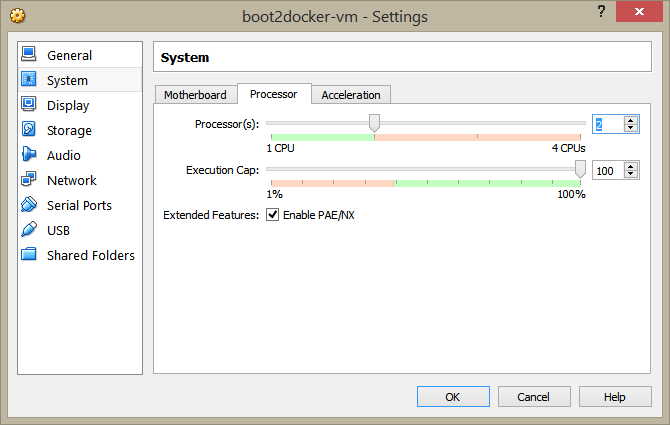 boot2docker-vm - Settings
?
General
System
Display
Storage
Audio
Network
Serial Ports
USB
Shared Folders
System
Motherboard Processor Acceleration
Processor(s): 2
1 CPU 4 CPUs
Execution Cap: 100
1% 100%
Extended Features: Enable PAE/NX
OK Cancel Help